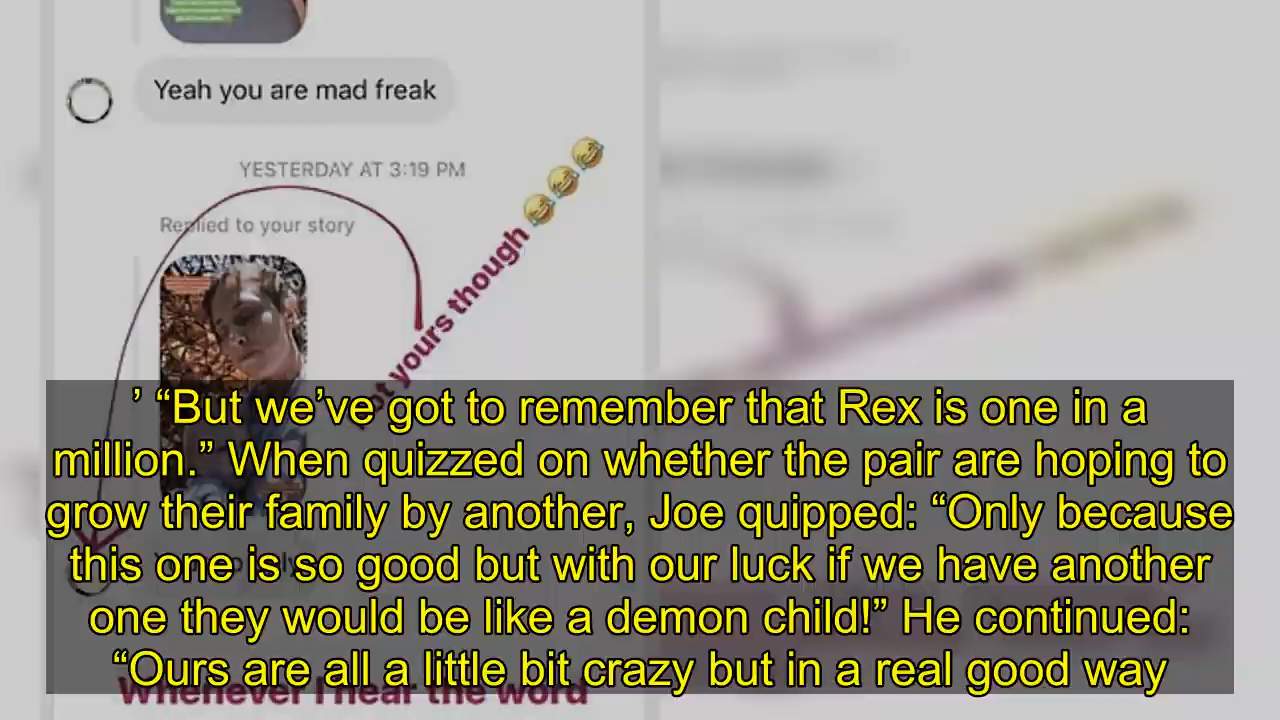 Yeah you are mad freak
YESTERDAY AT 3:19 PM
Replied to your story
yours though
’ “But we’ve got to remember that Rex is one in a
million.” When quizzed on whether the pair are hoping to
grow their family by another, Joe quipped: “Only because
this one is so good but with our luck if we have another
one they would be like a demon child!” He continued:
“Ours are all a little bit crazy but in a real good way
Whenever I hear the word